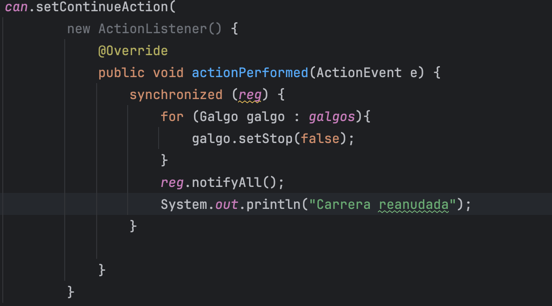 can.setContinueAction(
new ActionListener() {
@Override
public void actionPerformed(ActionEvent e) {
synchronized (reg) {
for (Galgo galgo : galgos){
galgo.setStop(false);
}
reg.notifyAll();
System.out.println("Carrera reanudada");
}
}
}